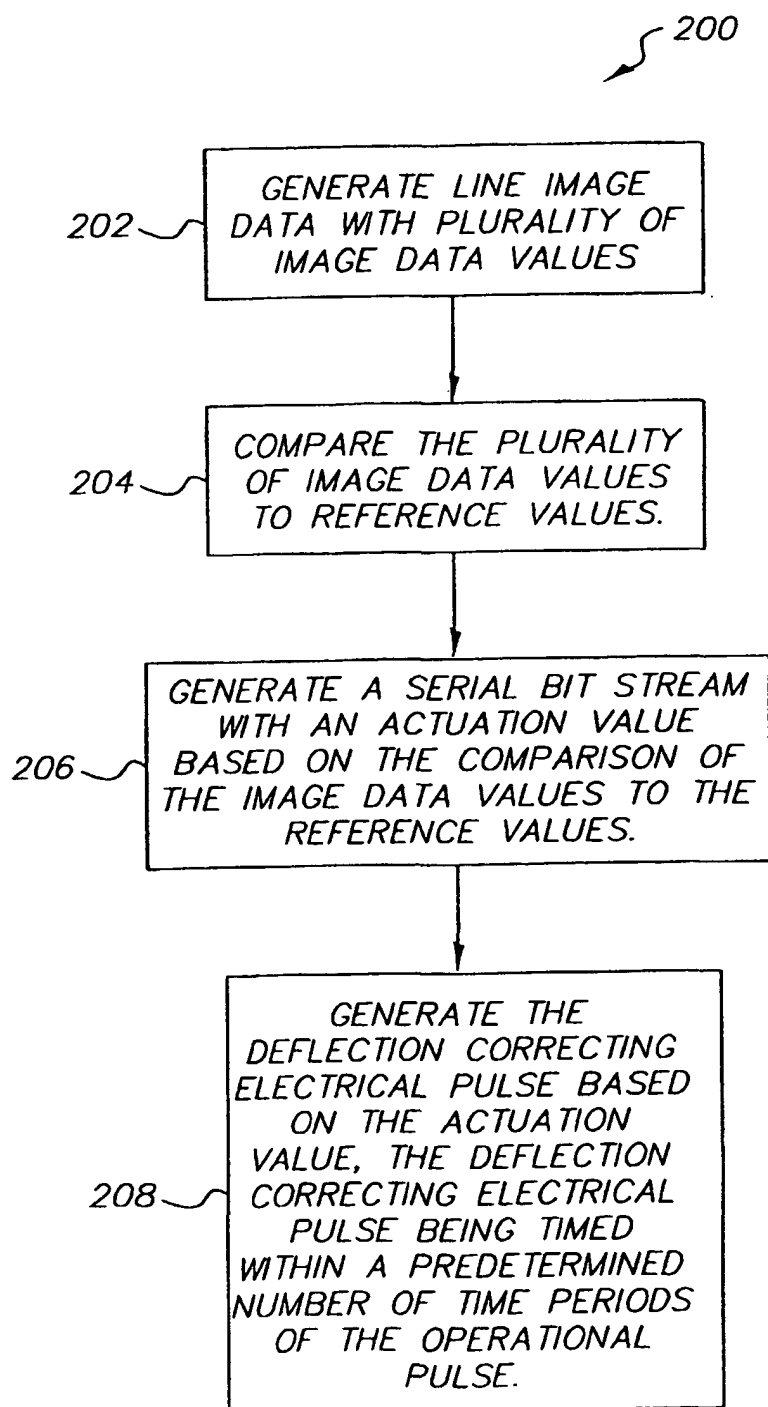 200
GENERATE LINE IMAGE
DATA WITH PLURALITY OF
IMAGE DATA VALUES
202
COMPARE THE PLURALITY
OF IMAGE DATA VALUES
TO REFERENCE VALUES.
204
GENERATE A SERIAL BIT STREAM
WITH AN ACTUATION VALUE
BASED ON THE COMPARISON OF
THE IMAGE DATA VALUES TO THE
REFERENCE VALUES.
206
GENERATE THE
DEFLECTION CORRECTING
ELECTRICAL PULSE BASED
ON THE ACTUATION
VALUE, THE DEFLECTION
CORRECTING ELECTRICAL
PULSE BEING TIMED
WITHIN A PREDETERMINED
NUMBER OF TIME PERIODS
OF THE OPERATIONAL
PULSE.
208